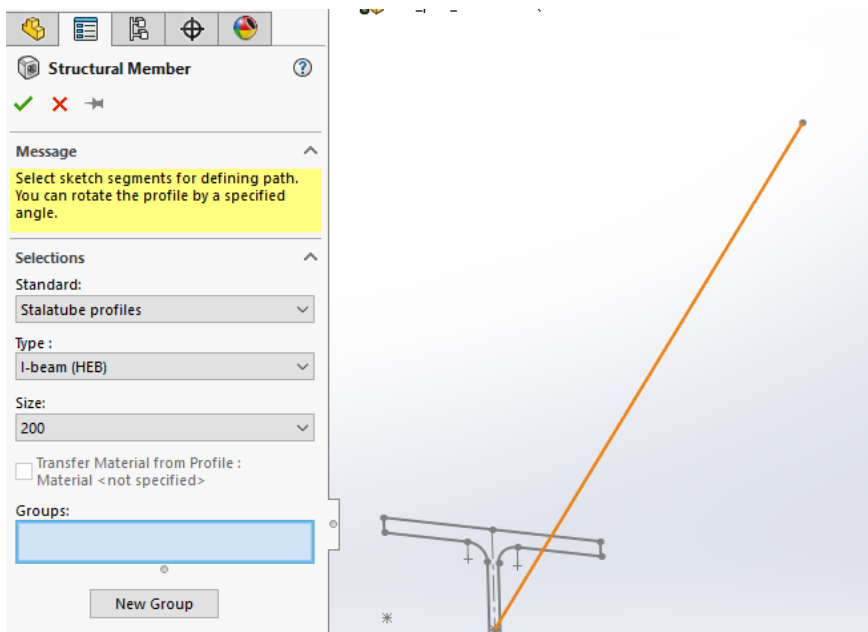 Structural Member
Message
Select sketch segments for defining path.
You can rotate the profile by a specified
angle.
Selections
Standard:
Stalatube profiles
Type :
I-beam (HEB)
Size:
200
Transfer Material from Profile :
Material <not specified>
Groups:
New Group